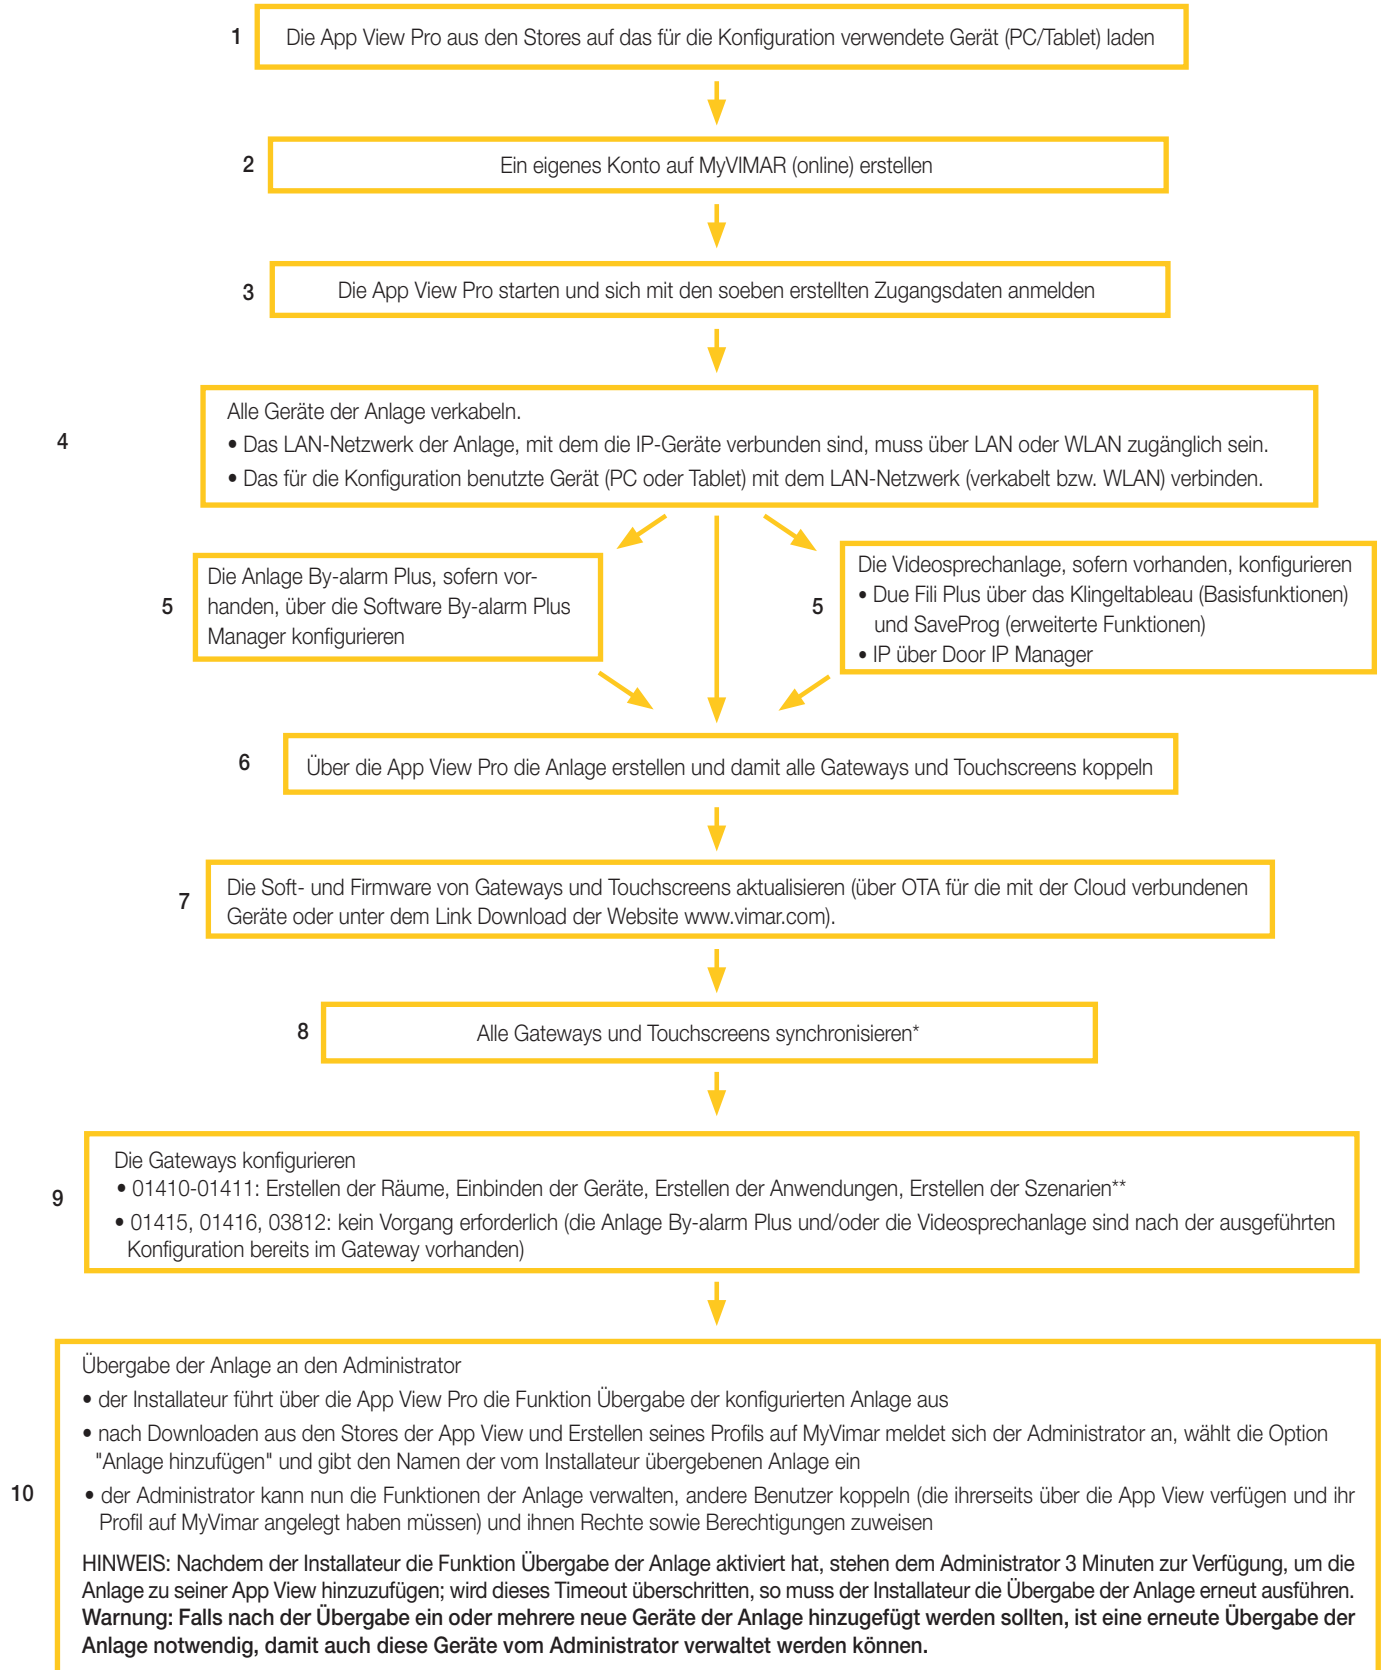 1
Die App View Pro aus den Stores auf das für die Konfiguration verwendete Gerät (PC/Tablet) laden
2
Ein eigenes Konto auf MyVIMAR (online) erstellen
3
Die App View Pro starten und sich mit den soeben erstellten Zugangsdaten anmelden
4
Alle Geräte der Anlage verkabeln.
• Das LAN-Netzwerk der Anlage, mit dem die IP-Geräte verbunden sind, muss über LAN oder WLAN zugänglich sein.
• Das für die Konfiguration benutzte Gerät (PC oder Tablet) mit dem LAN-Netzwerk (verkabelt bzw. WLAN) verbinden.
5
Die Anlage By-alarm Plus, sofern vor-
handen, über die Software By-alarm Plus
Manager konfigurieren
5
Die Videosprechanlage, sofern vorhanden, konfigurieren
• Due Fili Plus über das Klingeltableau (Basisfunktionen)
und SaveProg (erweiterte Funktionen)
• IP über Door IP Manager
6
Über die App View Pro die Anlage erstellen und damit alle Gateways und Touchscreens koppeln
7
Die Soft- und Firmware von Gateways und Touchscreens aktualisieren (über OTA für die mit der Cloud verbundenen
Geräte oder unter dem Link Download der Website www.vimar.com).
8
Alle Gateways und Touchscreens synchronisieren*
9
Die Gateways konfigurieren
• 01410-01411: Erstellen der Räume, Einbinden der Geräte, Erstellen der Anwendungen, Erstellen der Szenarien**
• 01415, 01416, 03812: kein Vorgang erforderlich (die Anlage By-alarm Plus und/oder die Videosprechanlage sind nach der ausgeführten
Konfiguration bereits im Gateway vorhanden)
10
Übergabe der Anlage an den Administrator
• der Installateur führt über die App View Pro die Funktion Übergabe der konfigurierten Anlage aus
• nach Downloaden aus den Stores der App View und Erstellen seines Profils auf MyVimar meldet sich der Administrator an, wählt die Option
"Anlage hinzufügen" und gibt den Namen der vom Installateur übergebenen Anlage ein
• der Administrator kann nun die Funktionen der Anlage verwalten, andere Benutzer koppeln (die ihrerseits über die App View verfügen und ihr
Profil auf MyVimar angelegt haben müssen) und ihnen Rechte sowie Berechtigungen zuweisen
HINWEIS: Nachdem der Installateur die Funktion Übergabe der Anlage aktiviert hat, stehen dem Administrator 3 Minuten zur Verfügung, um die
Anlage zu seiner App View hinzuzufügen; wird dieses Timeout überschritten, so muss der Installateur die Übergabe der Anlage erneut ausführen.
Warnung: Falls nach der Übergabe ein oder mehrere neue Geräte der Anlage hinzugefügt werden sollten, ist eine erneute Übergabe der
Anlage notwendig, damit auch diese Geräte vom Administrator verwaltet werden können.